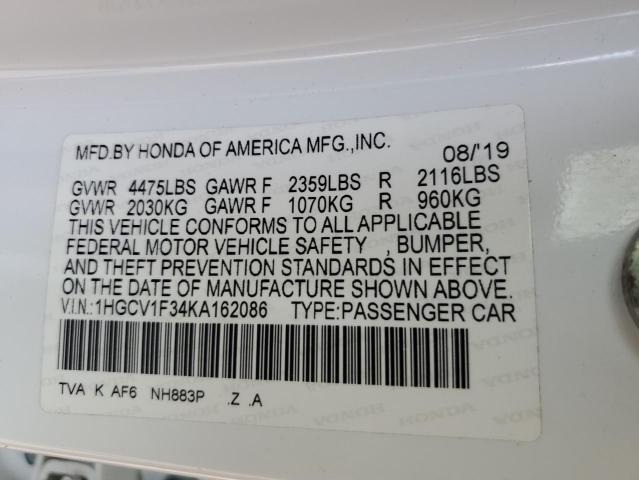 MFD.BY HONDA OF AMERICA MFG.,INC. 08/'19
GVWR 4475LBS GAWR F 2359LBS R 2116LBS
GVWR 2030KG GAWR F 1070KG R 960KG
THIS VEHICLE CONFORMS TO ALL APPLICABLE
FEDERAL MOTOR VEHICLE SAFETY , BUMPER,
AND THEFT PREVENTION STANDARDS IN EFFECT
ON THE DATE OF MANUFACTURE SHOWN ABOVE.
V.I.N.:1HGCV1F34KA162086 TYPE:PASSENGER CAR
TVA K AF6 NH883P .Z .A